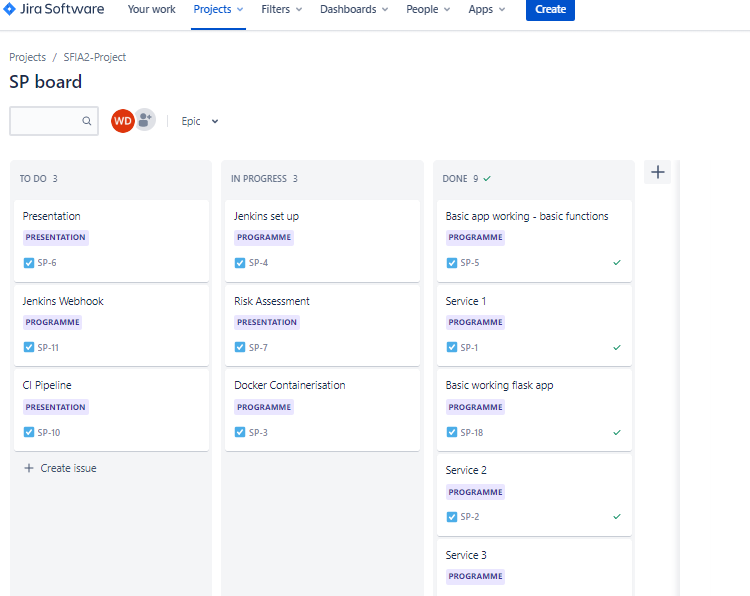 Jira Software Your work Projects Filters Dashboards People Apps Create
Projects / SFIA2-Project
SP board
WD Epic
TO DO 3
Presentation
PRESENTATION
SP-6
Jenkins Webhook
PROGRAMME
SP-11
CI Pipeline
PRESENTATION
SP-10
+ Create issue
IN PROGRESS 3
Jenkins set up
PROGRAMME
SP-4
Risk Assessment
PRESENTATION
SP-7
Docker Containerisation
PROGRAMME
SP-3
DONE 9
Basic app working - basic functions
PROGRAMME
SP-5
Service 1
PROGRAMME
SP-1
Basic working flask app
PROGRAMME
SP-18
Service 2
PROGRAMME
SP-2
Service 3
PROGRAMME